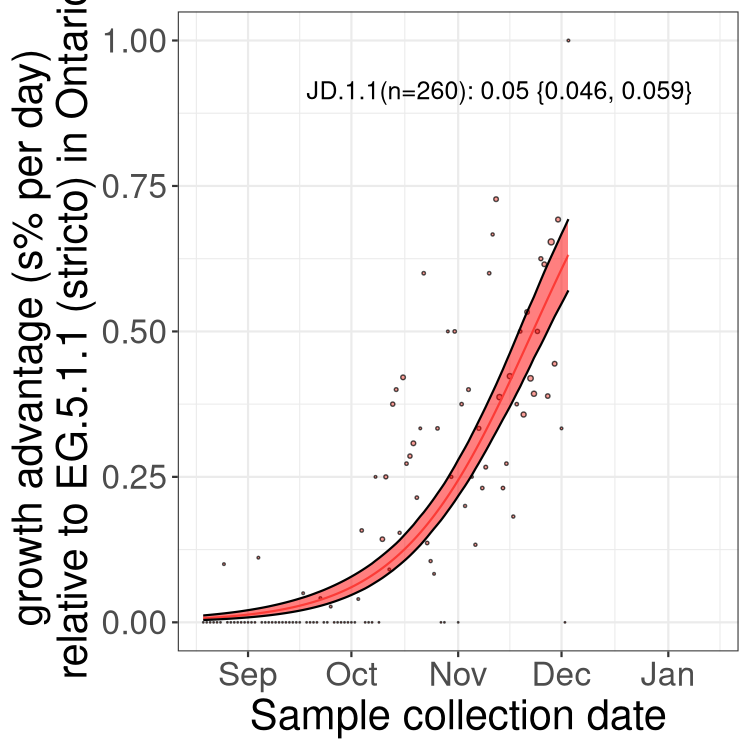 growth advantage (s% per day)
relative to EG.5.1.1 (stricto) in Ontario
1.00
0.75
0.50
0.25
0.00
JD.1.1(n=260): 0.05 {0.046, 0.059}
Sep Oct Nov Dec Jan
Sample collection date